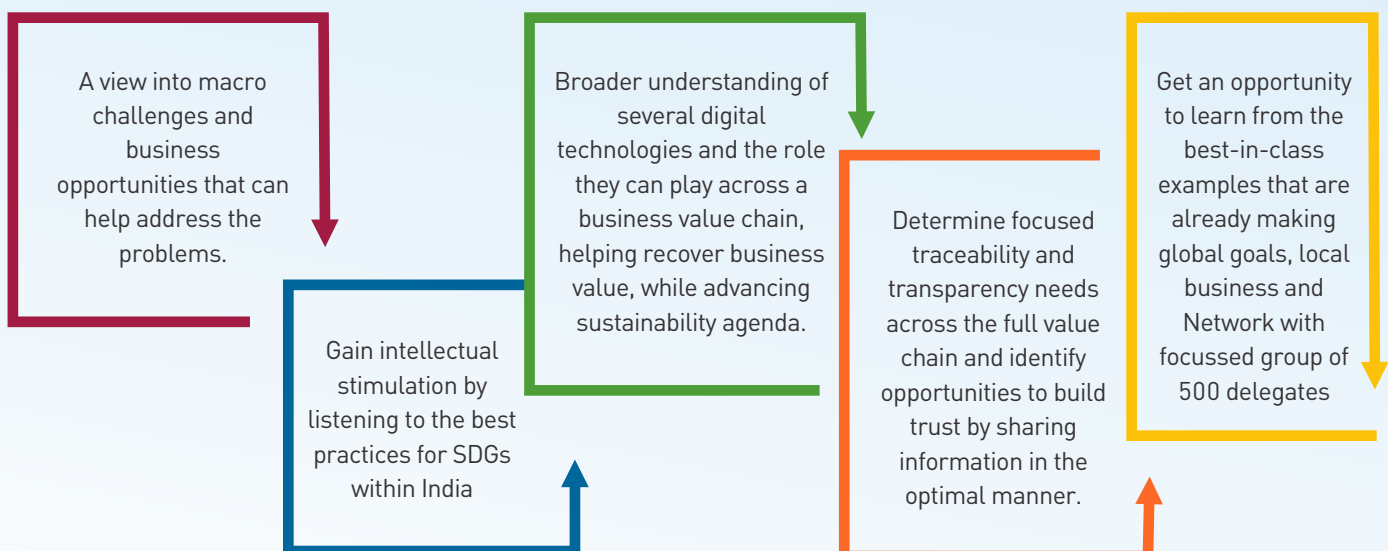 A view into macro
challenges and
business
opportunities that can
help address the
problems.
Gain intellectual
stimulation by
listening to the best
practices for SDGs
within India
Broader understanding of
several digital
technologies and the role
they can play across a
business value chain,
helping recover business
value, while advancing
sustainability agenda.
Determine focused
traceability and
transparency needs
across the full value
chain and identify
opportunities to build
trust by sharing
information in the
optimal manner.
Get an opportunity
to learn from the
best-in-class
examples that are
already making
global goals, local
business and
Network with
focussed group of
500 delegates